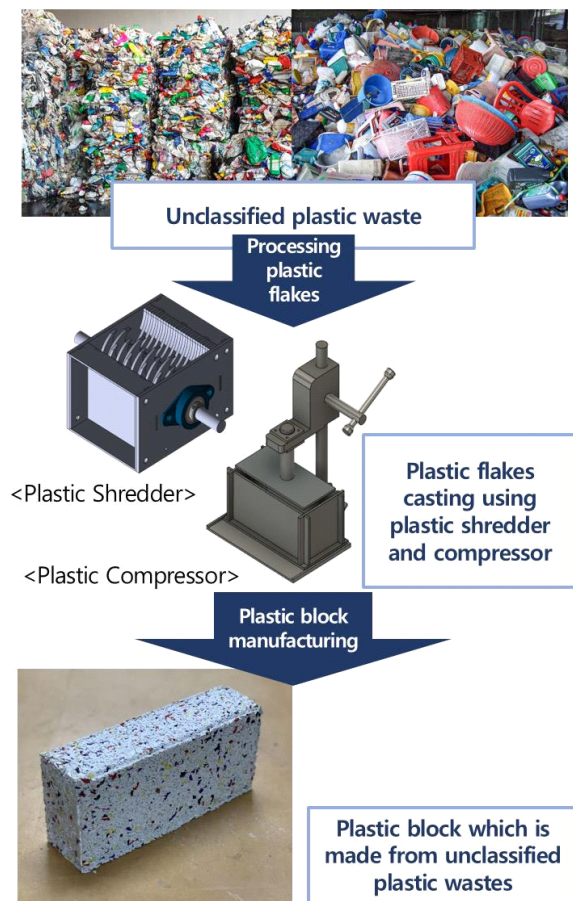 Unclassified plastic waste
Processing
plastic
flakes
<Plastic Shredder>
Plastic flakes
casting using
plastic shredder
and compressor
<Plastic Compressor>
Plastic block
manufacturing
Plastic block which is
made from unclassified
plastic wastes